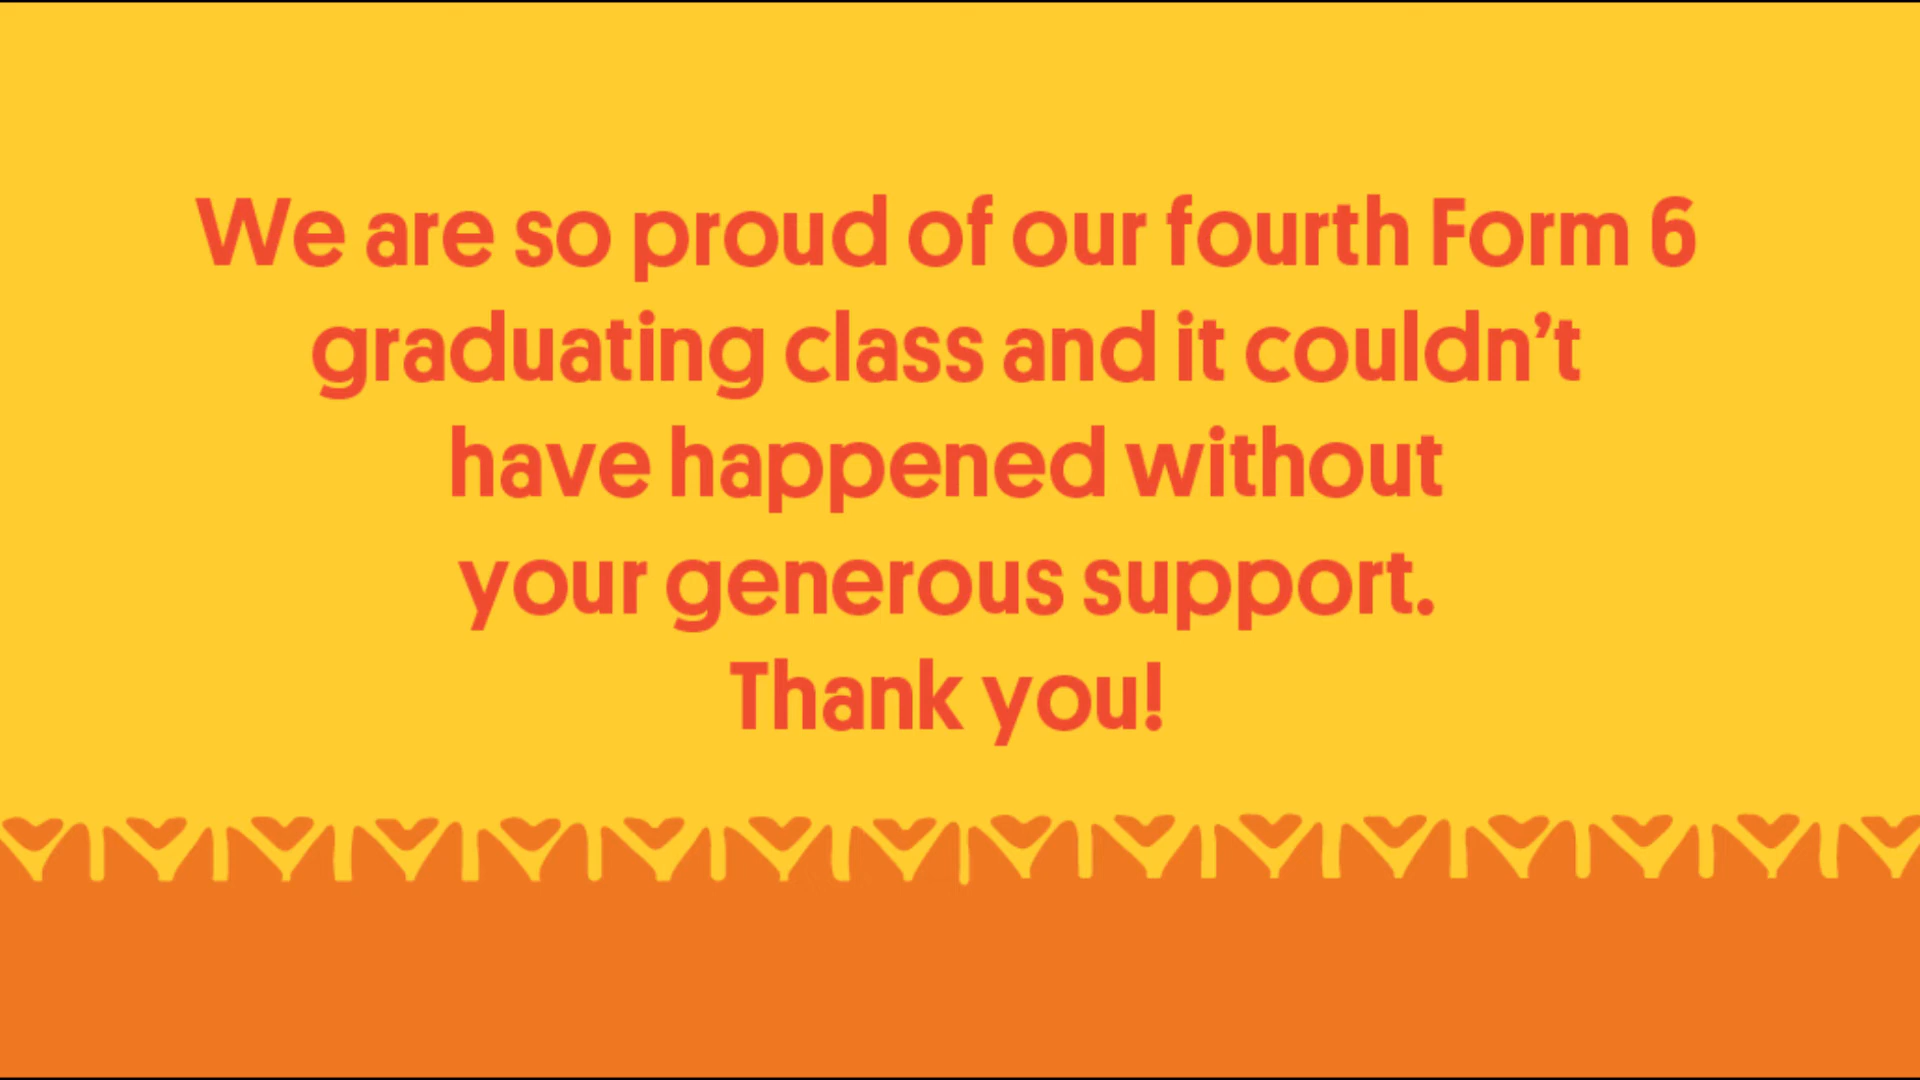 We are so proud of our fourth Form 6
graduating class and it couldn’t
have happened without
your generous support.
Thank you!